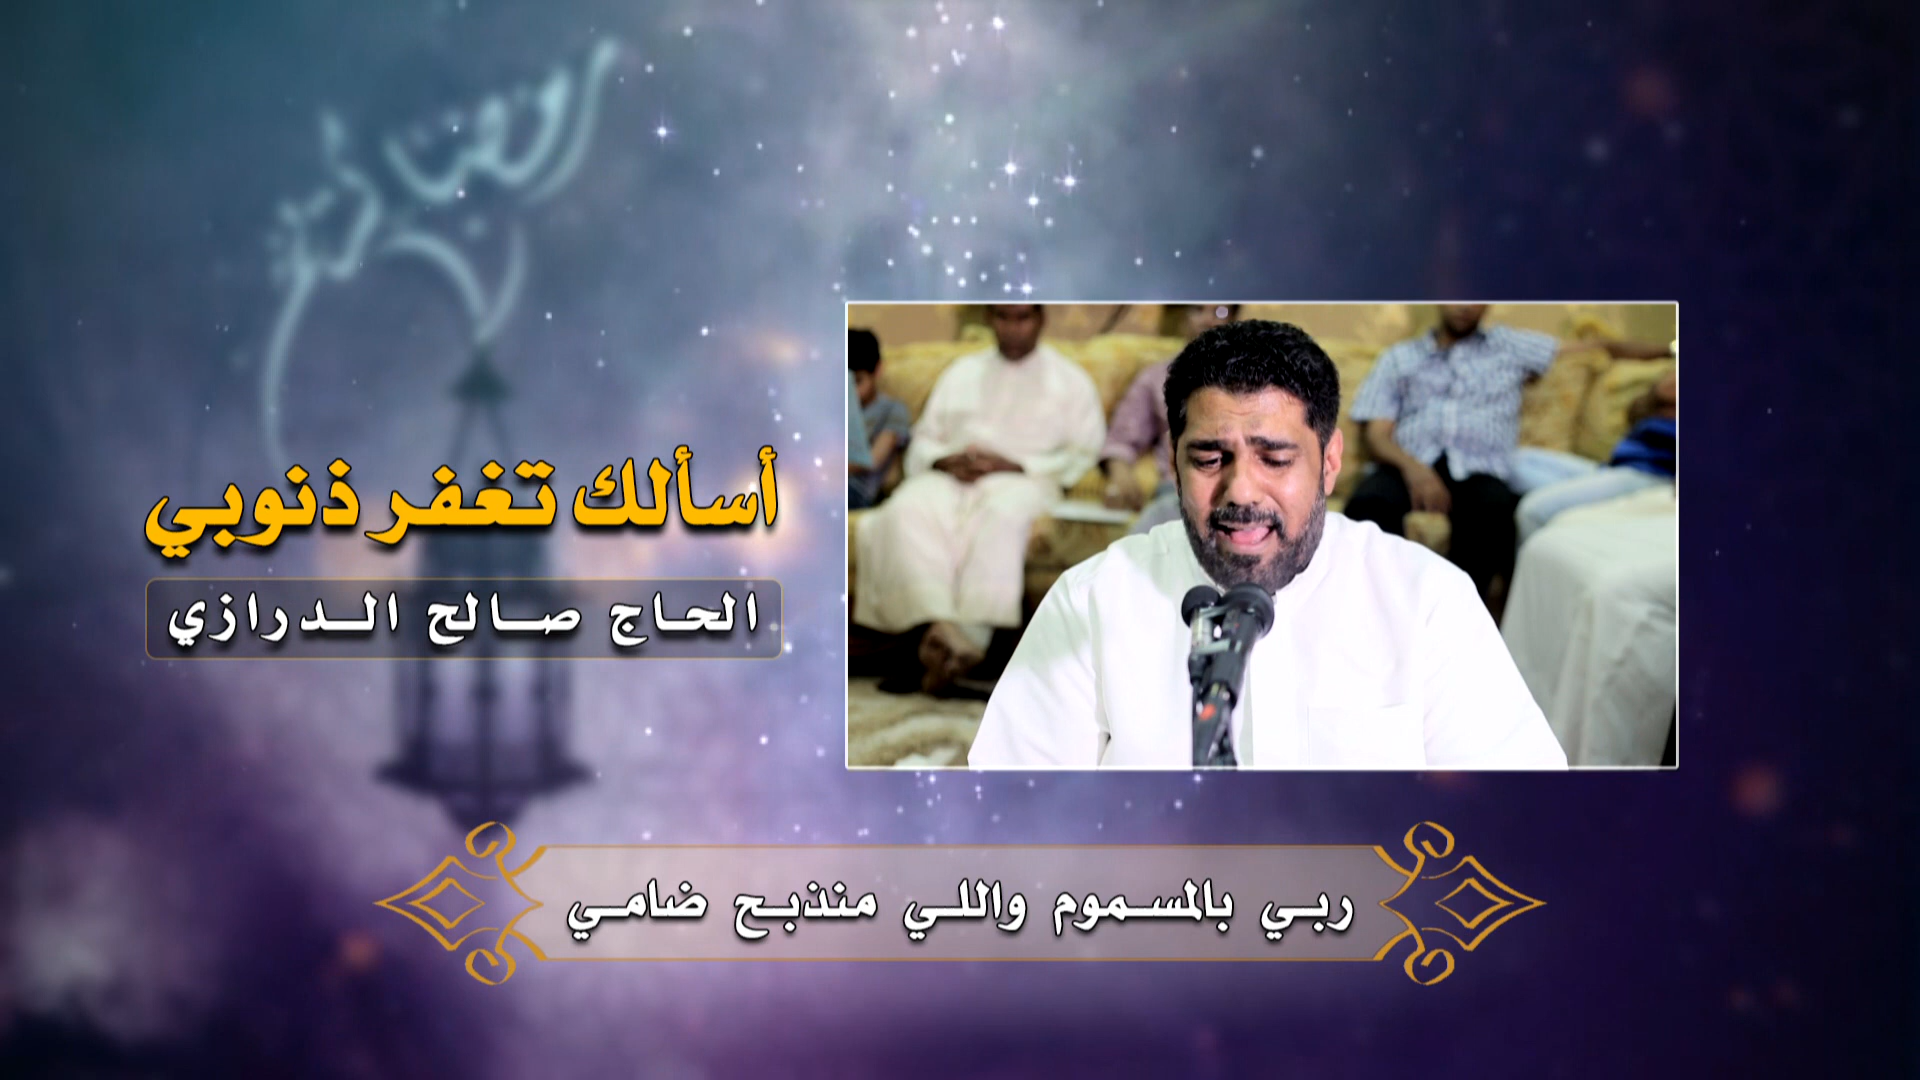 أسألك تغفر ذنوبي
الحاج صالح الدرازي
ربي بالمسموم واللي منذبح ضامي